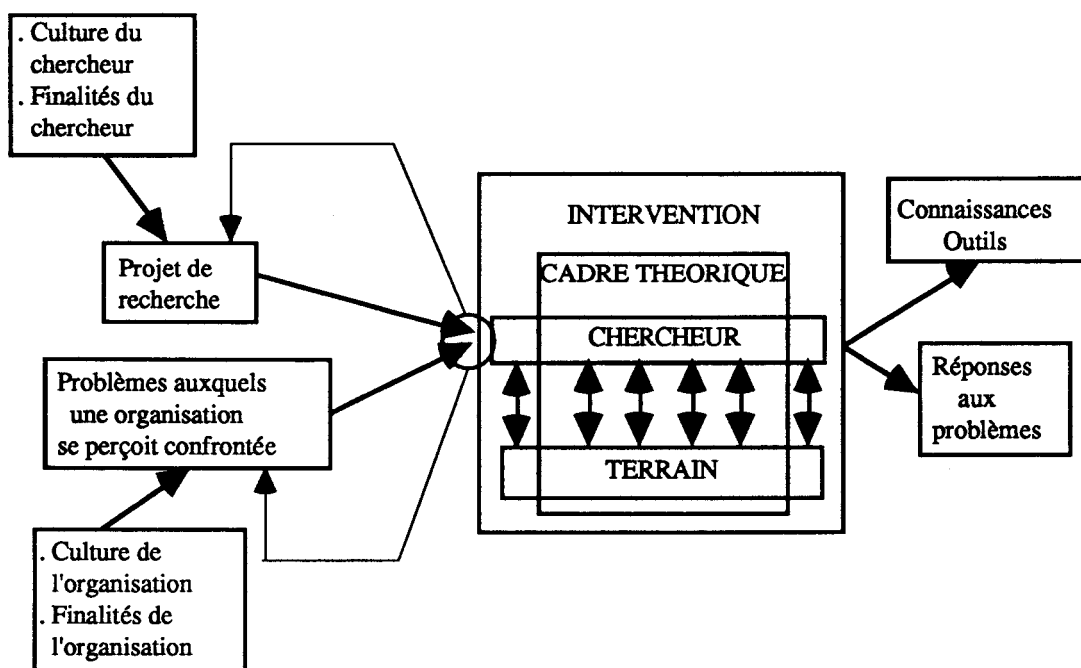 . Culture du
chercheur
. Finalités du
chercheur
Projet de
recherche
Problèmes auxquels
une organisation
se perçoit confrontée
. Culture de
l'organisation
. Finalités de
l'organisation
INTERVENTION
CADRE THEORIQUE
CHERCHEUR
TERRAIN
Connaissances
Outils
Réponses
aux
problèmes